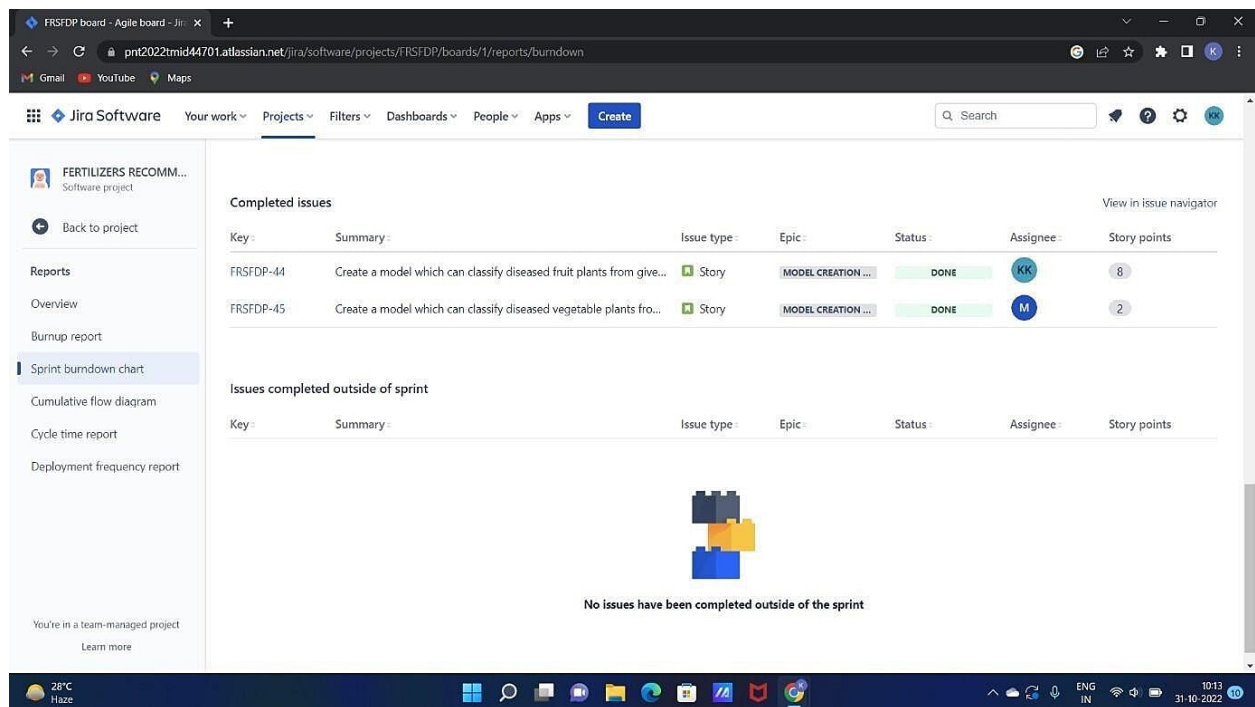 FRSFDP board - Agile board - Jir
pnt2022tmid44701.atlassian.net/jira/software/projects/FRSFDP/boards/1/reports/burndown
K
Gmail YouTube Maps
Jira Software Your work Projects Filters Dashboards People Apps Create Search KK
FERTILIZERS RECOMM...
Software project
Back to project
Reports
Overview
Burnup report
Sprint burndown chart
Cumulative flow diagram
Cycle time report
Deployment frequency report
You're in a team-managed project
Learn more
Completed issues View in issue navigator
Key Summary Issue type Epic Status Assignee Story points
FRSFDP-44 Create a model which can classify diseased fruit plants from give... Story MODEL CREATION ... DONE KK 8
FRSFDP-45 Create a model which can classify diseased vegetable plants fro... Story MODEL CREATION ... DONE M 2
Issues completed outside of sprint
Key Summary Issue type Epic Status Assignee Story points
No issues have been completed outside of the sprint
28°C
Haze
ENG
IN
10:13
31-10-2022
10